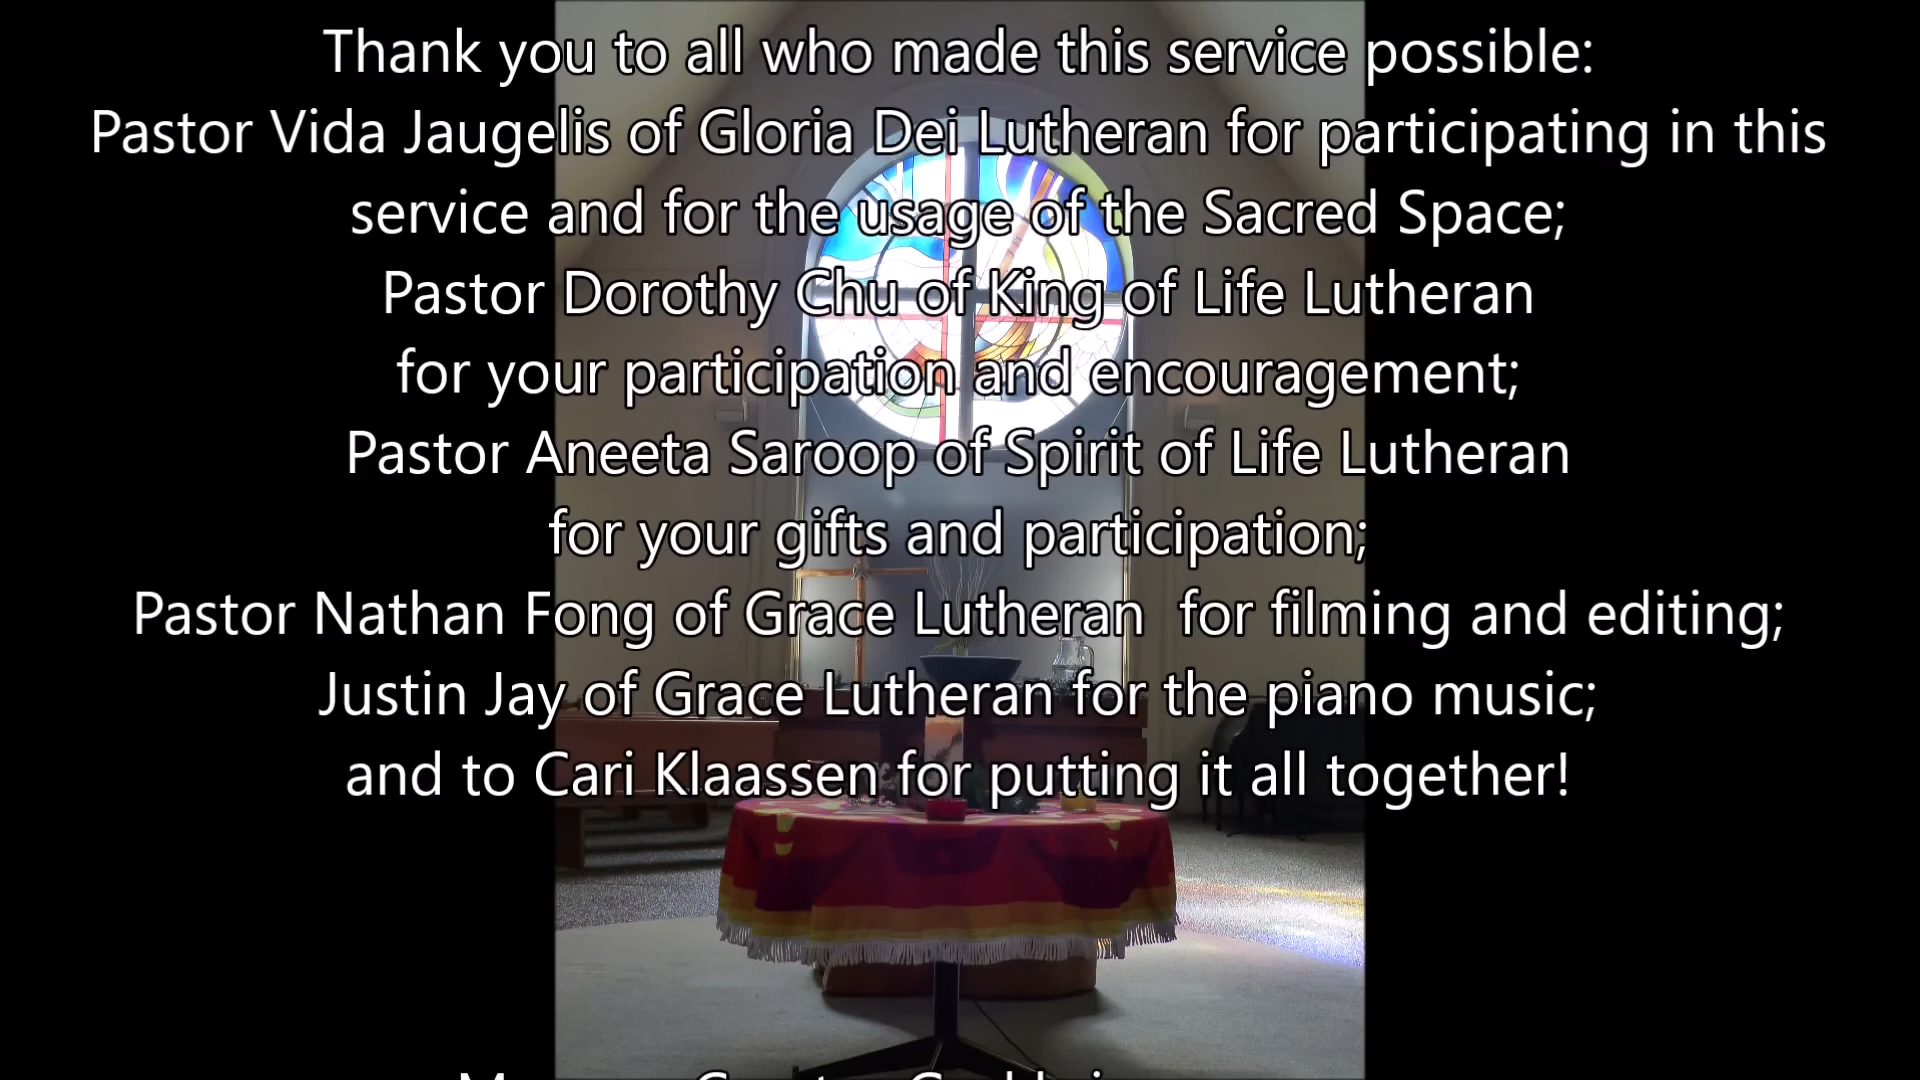 Thank you to all who made this service possible:
Pastor Vida Jaugelis of Gloria Dei Lutheran for participating in this
service and for the usage of the Sacred Space;
Pastor Dorothy Chu of King of Life Lutheran
for your participation and encouragement;
Pastor Aneeta Saroop of Spirit of Life Lutheran
for your gifts and participation;
Pastor Nathan Fong of Grace Lutheran  for filming and editing;
Justin Jay of Grace Lutheran for the piano music;
and to Cari Klaassen for putting it all together!